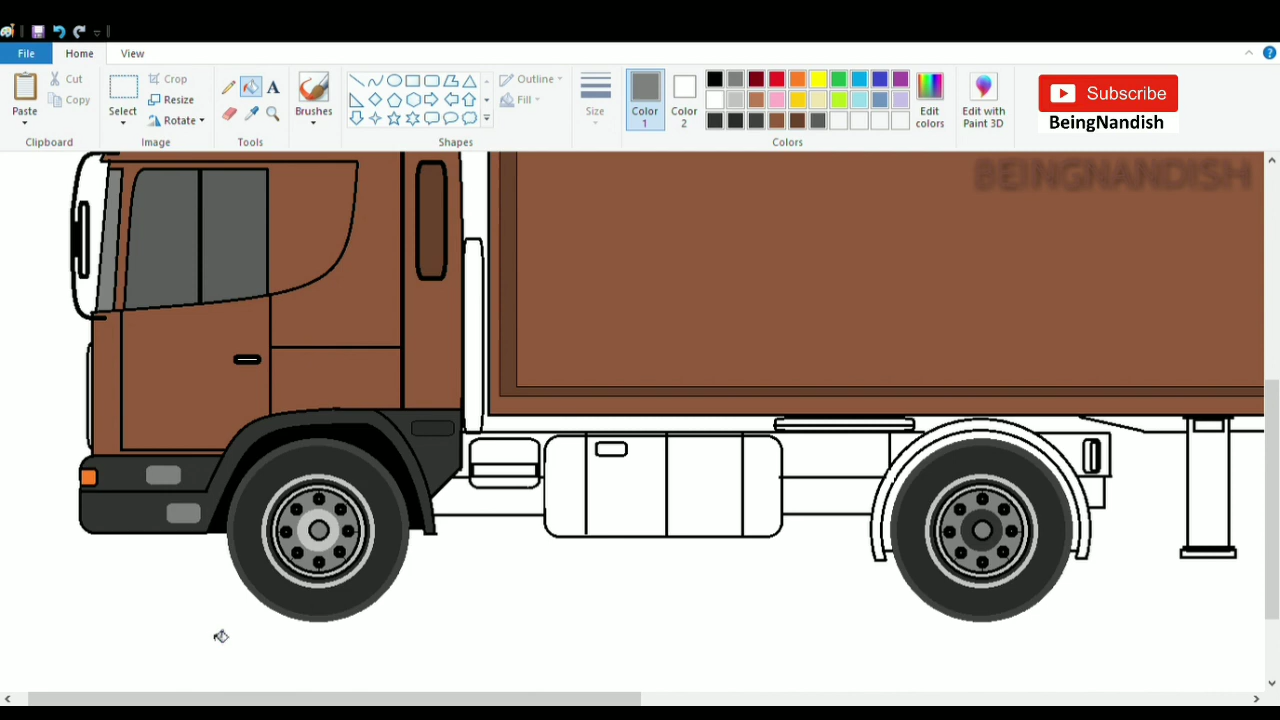 File Home View
Paste Cut Copy
Select Crop Resize Rotate
A
Brushes
Outline Fill
Size
Color 1
Color 2
Edit colors
Edit with Paint 3D
Subscribe
BeingNandish
Clipboard Image Tools Shapes Colors
BEINGNANDISH